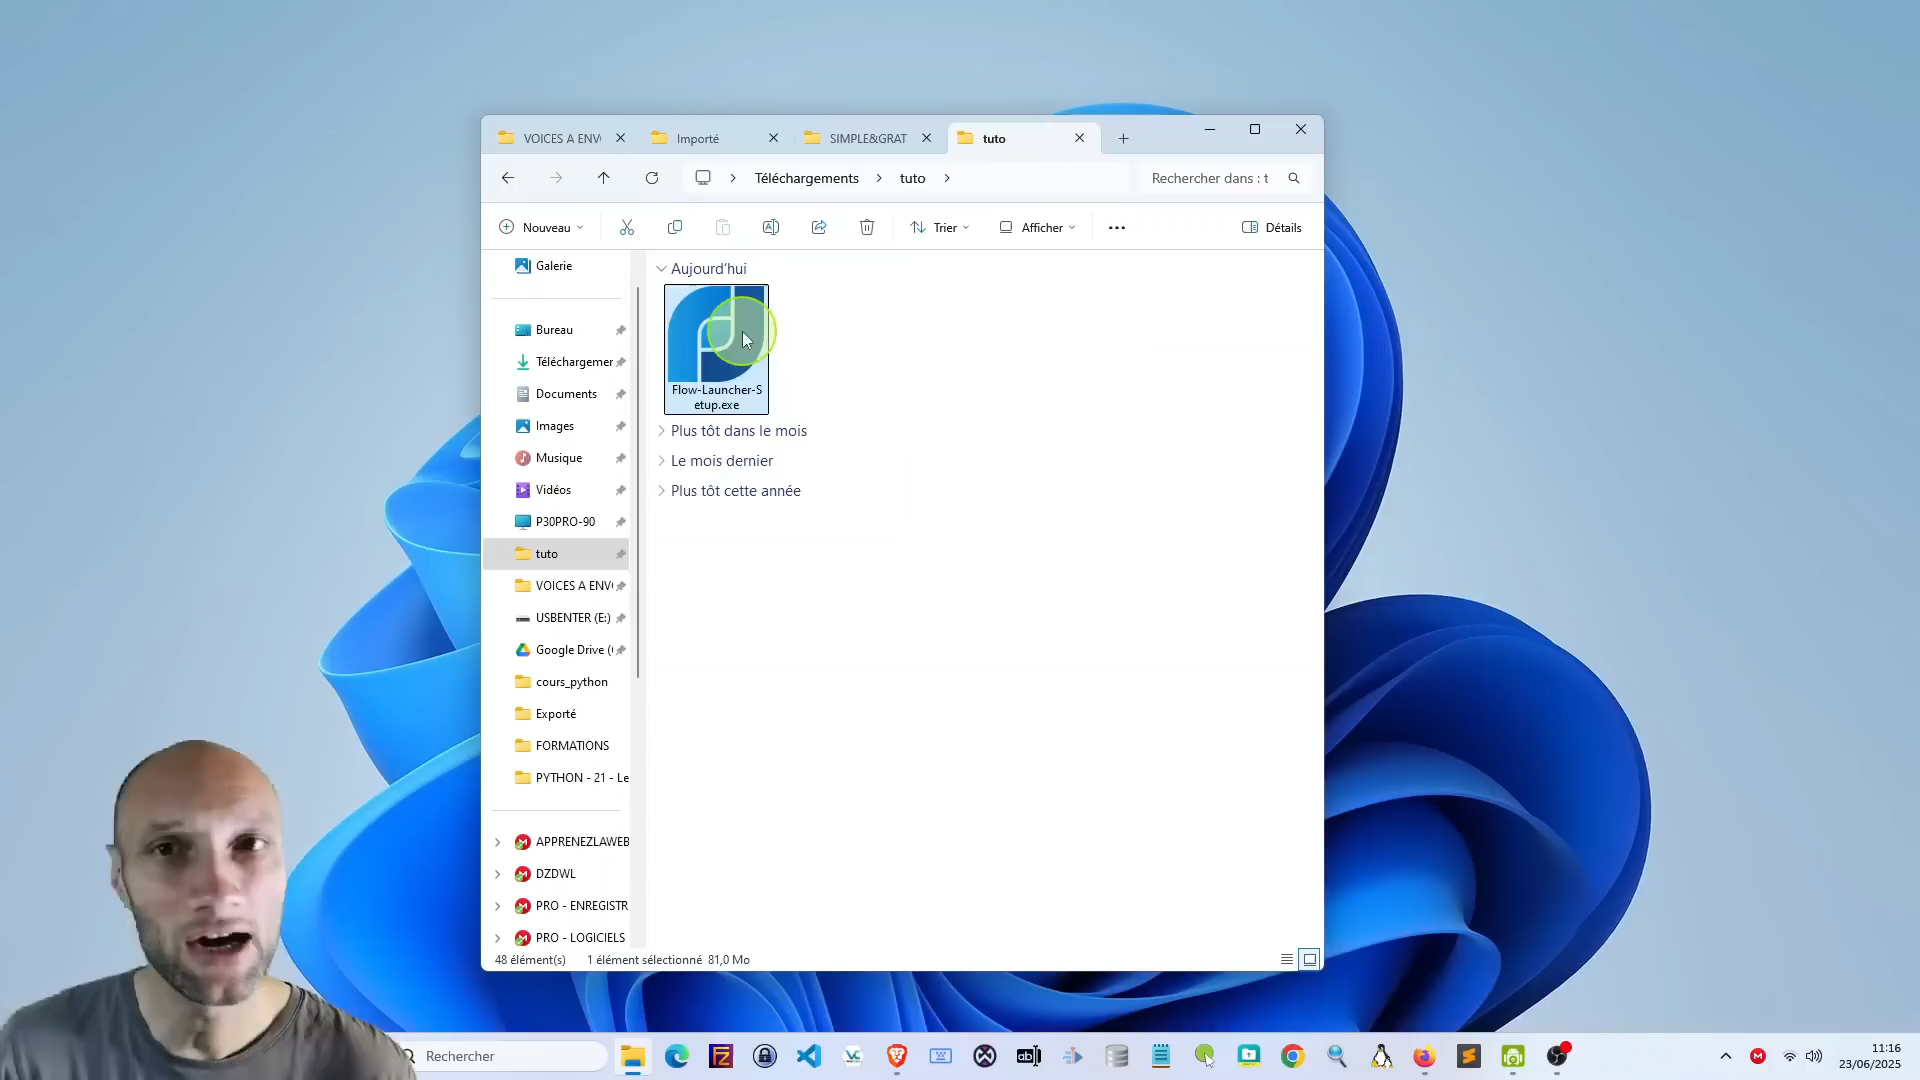 VOICES A ENV
Importé
SIMPLE&GRAT
tuto
Téléchargements
tuto
Rechercher dans : t
Nouveau
Trier
Afficher
Détails
Galerie
Bureau
Téléchargemer
Documents
Images
Musique
Vidéos
P30PRO-90
tuto
VOICES A ENV
USBENTER (E:)
Google Drive (
cours_python
Exporté
FORMATIONS
PYTHON - 21 - Le
APPRENEZLAWEB
DZDWL
PRO - ENREGISTR
PRO - LOGICIELS
Aujourd’hui
Flow-Launcher-S
etup.exe
Plus tôt dans le mois
Le mois dernier
Plus tôt cette année
48 élément(s)
1 élément sélectionné 81,0 Mo
Rechercher
11:16
23/06/2025